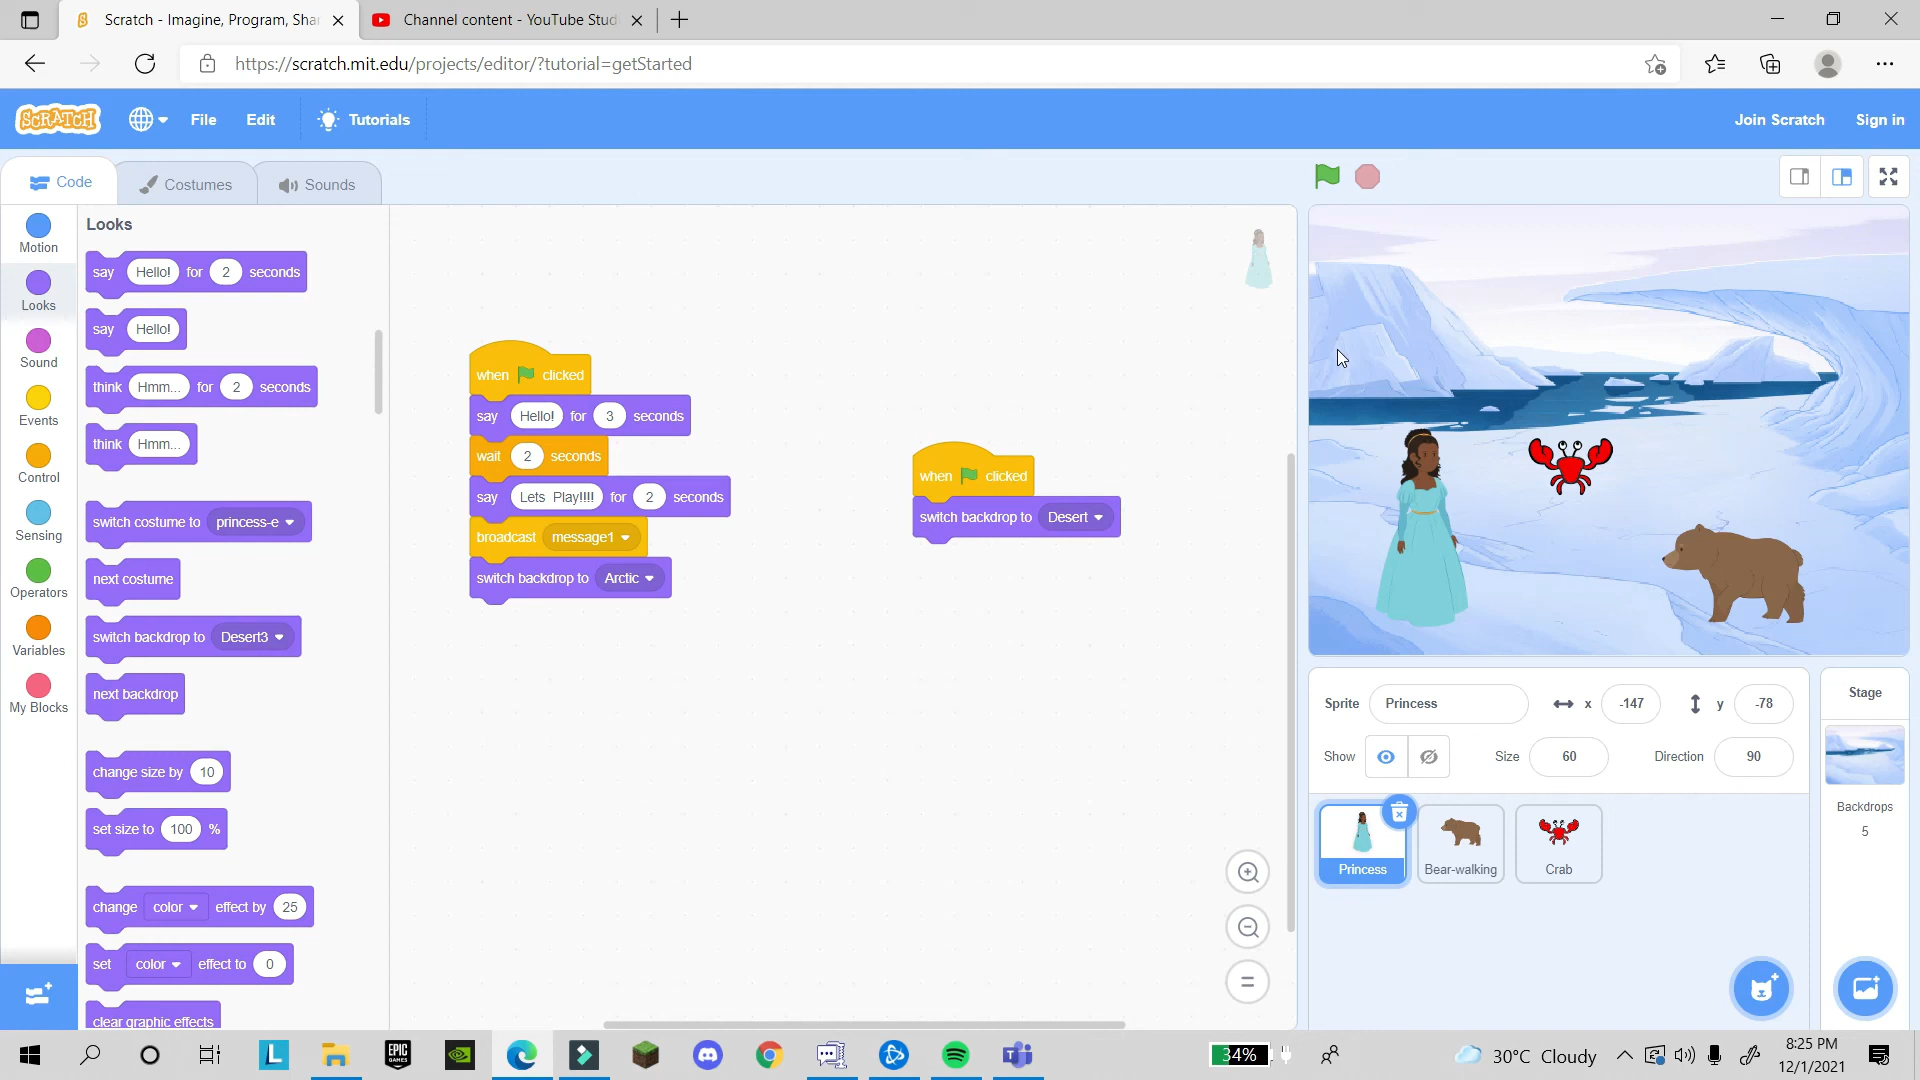 Scratch - Imagine, Program, Sha
Channel content - YouTube Stud
https://scratch.mit.edu/projects/editor/?tutorial=getStarted
SCRATCH
File
Edit
Tutorials
Join Scratch
Sign in
Code
Costumes
Sounds
Motion
Looks
Sound
Events
Control
Sensing
Operators
Variables
My Blocks
Looks
say Hello! for 2 seconds
say Hello!
think Hmm... for 2 seconds
think Hmm...
switch costume to princess-e
next costume
switch backdrop to Desert3
next backdrop
change size by 10
set size to 100 %
change color effect by 25
set color effect to 0
clear graphic effects
when clicked
say Hello! for 3 seconds
wait 2 seconds
say Lets Play!!!! for 2 seconds
broadcast message1
switch backdrop to Arctic
when clicked
switch backdrop to Desert
Sprite Princess x -147 y -78
Show Size 60 Direction 90
Princess
Bear-walking
Crab
Stage
Backdrops
5
L
EPIC
GAMES
34%
30°C Cloudy
8:25 PM
12/1/2021